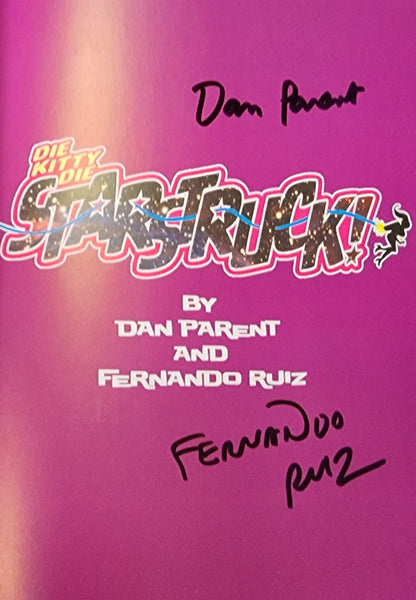 Dan Parent
DIE
KITTY
DIE
STARSTRUCK!
BY
DAN PARENT
AND
FERNANDO RUIZ
FERNANDO
RUIZ